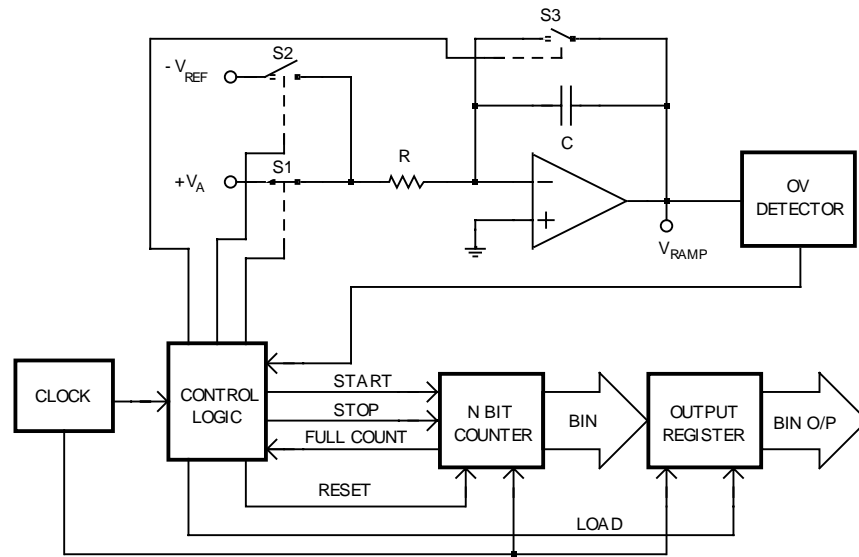 S3
S2
- VREF
C
S1
R
+VA
−
+
OV
DETECTOR
VRAMP
CLOCK
CONTROL
LOGIC
START
STOP
FULL COUNT
RESET
N BIT
COUNTER
BIN
OUTPUT
REGISTER
BIN O/P
LOAD